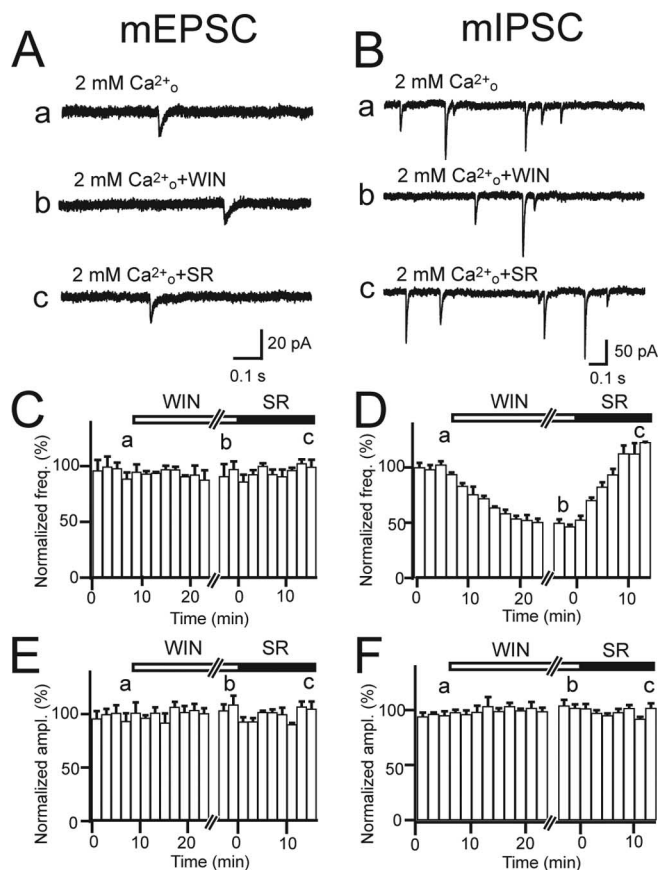 mEPSC
mIPSC
A
B
2 mM Ca²⁺ₒ
a
2 mM Ca²⁺ₒ+WIN
b
2 mM Ca²⁺ₒ+SR
c
20 pA
0.1 s
2 mM Ca²⁺ₒ
a
2 mM Ca²⁺ₒ+WIN
b
2 mM Ca²⁺ₒ+SR
c
50 pA
0.1 s
C
WIN
SR
a
b
c
Normalized freq. (%)
100
50
0
0 10 20 0 10
Time (min)
D
WIN
SR
a
b
c
Normalized freq. (%)
100
50
0
0 10 20 0 10
Time (min)
E
WIN
SR
a
b
c
Normalized ampl. (%)
100
50
0
0 10 20 0 10
Time (min)
F
WIN
SR
a
b
c
Normalized ampl. (%)
100
50
0
0 10 20 0 10
Time (min)